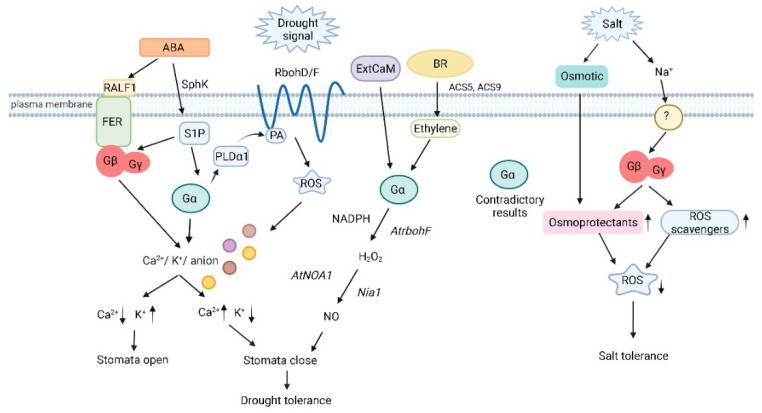 Drought
signal
Salt
ABA
RALF1
SphK
RbohD/F
ExtCaM
BR
ACS5, ACS9
Osmotic
Na⁺
plasma membrane
FER
S1P
PA
Ethylene
?
Gβ
Gγ
PLDα1
Gα
ROS
Gα
Gα
Contradictory
results
Gβ
Gγ
NADPH
AtrbohF
Osmoprotectants
ROS
scavengers
Ca²⁺/ K⁺/ anion
H₂O₂
AtNOA1
Nia1
ROS
Ca²⁺
K⁺
Ca²⁺
K⁺
NO
Stomata open
Stomata close
Salt tolerance
Drought tolerance